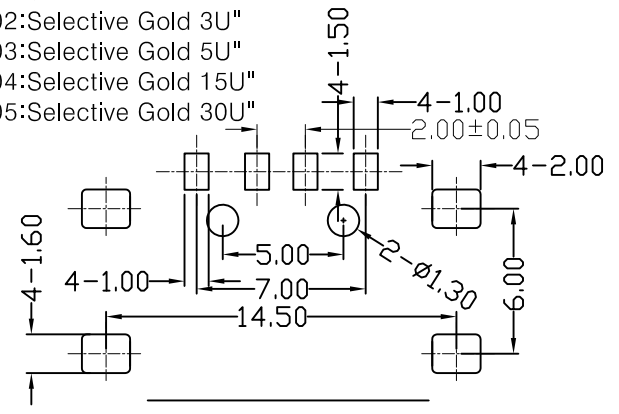 02:Selective Gold 3U"
03:Selective Gold 5U"
04:Selective Gold 15U"
05:Selective Gold 30U"
4-1.50
4-1.00
2.00±0.05
4-2.00
4-1.60
5.00
4-1.00
7.00
2-ø1.30
6.00
14.50